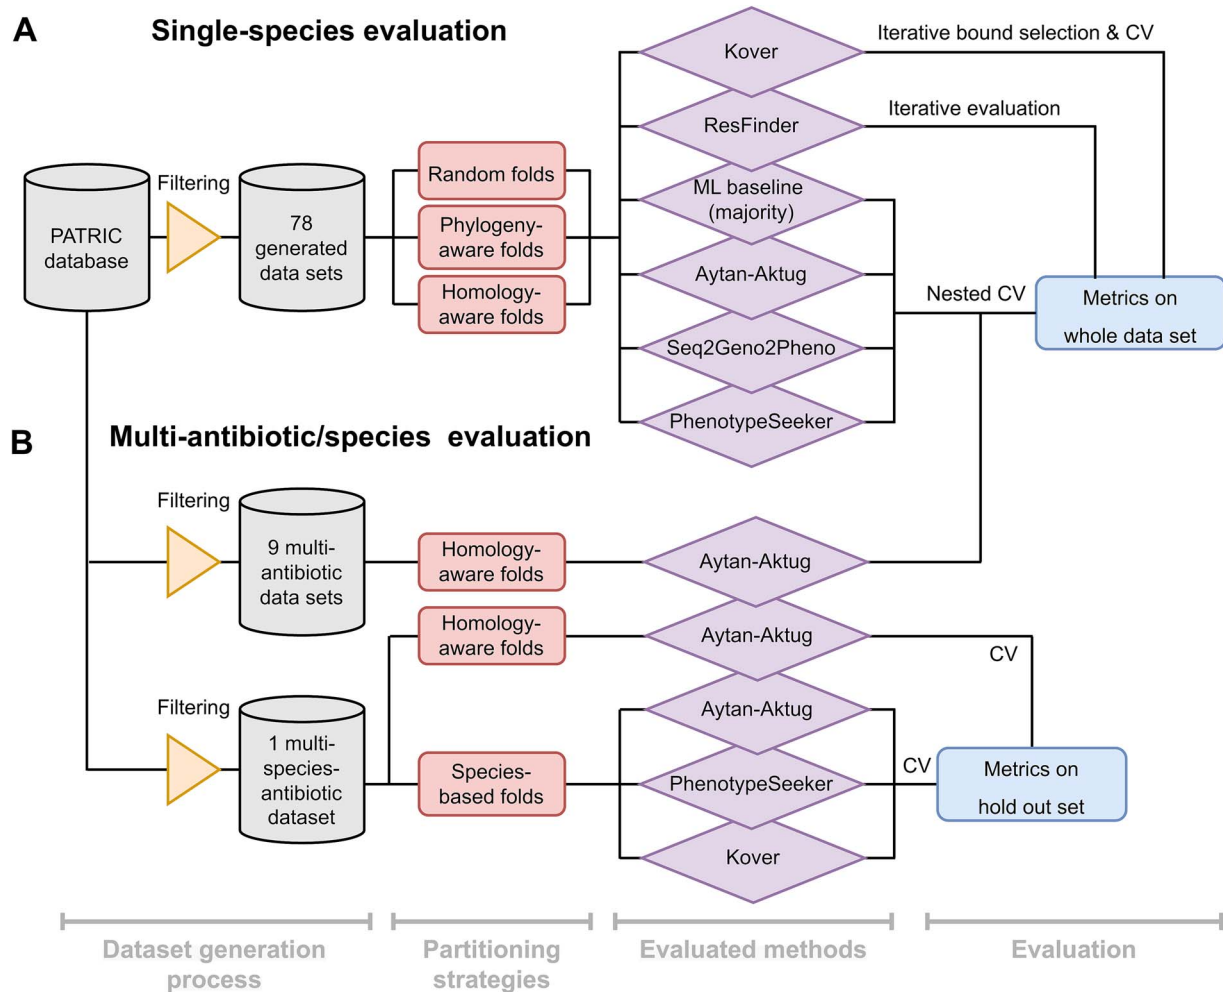 A
Single-species evaluation
PATRIC
database
Filtering
78
generated
data sets
Random folds
Phylogeny-
aware folds
Homology-
aware folds
Kover
ResFinder
ML baseline
(majority)
Aytan-Aktug
Seq2Geno2Pheno
PhenotypeSeeker
Iterative bound selection & CV
Iterative evaluation
Nested CV
Metrics on
whole data set
B
Multi-antibiotic/species evaluation
Filtering
9 multi-
antibiotic
data sets
Homology-
aware folds
Aytan-Aktug
Homology-
aware folds
Aytan-Aktug
CV
Filtering
1 multi-
species-
antibiotic
dataset
Species-
based folds
Aytan-Aktug
PhenotypeSeeker
Kover
CV
Metrics on
hold out set
Dataset generation
process
Partitioning
strategies
Evaluated methods
Evaluation